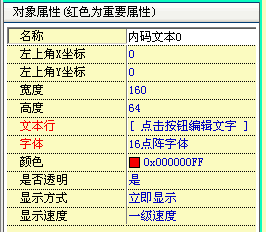 对象属性(红色为重要属性)
名称 内码文本0
左上角X坐标 0
左上角Y坐标 0
宽度 160
高度 64
文本行 [ 点击按钮编辑文字 ]
字体 16点阵字体
颜色 0x000000FF
是否透明 是
显示方式 立即显示
显示速度 一级速度